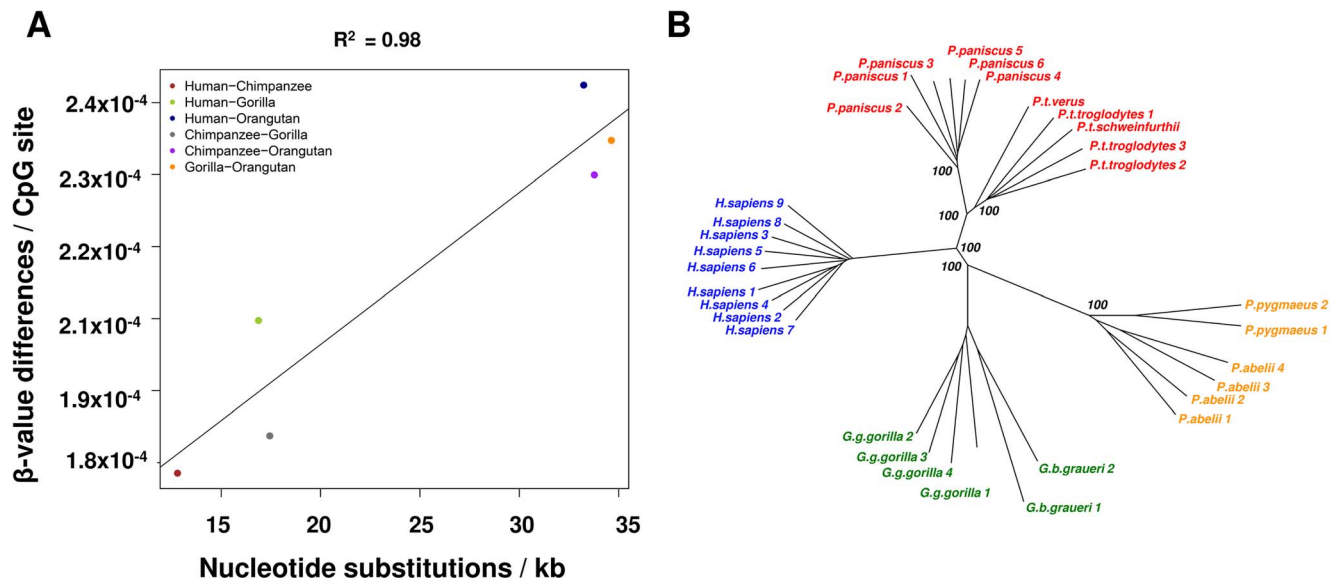 A
R² = 0.98
Human−Chimpanzee
Human−Gorilla
Human−Orangutan
Chimpanzee−Gorilla
Chimpanzee−Orangutan
Gorilla−Orangutan
β-value differences / CpG site
2.4x10⁻⁴
2.3x10⁻⁴
2.2x10⁻⁴
2.1x10⁻⁴
1.9x10⁻⁴
1.8x10⁻⁴
15 20 25 30 35
Nucleotide substitutions / kb
B
P.paniscus 5
P.paniscus 3
P.paniscus 6
P.paniscus 1
P.paniscus 4
P.paniscus 2
P.t.verus
P.t.troglodytes 1
P.t.schweinfurthii
P.t.troglodytes 3
P.t.troglodytes 2
100
100
100
100
100
100
H.sapiens 9
H.sapiens 8
H.sapiens 3
H.sapiens 5
H.sapiens 6
H.sapiens 1
H.sapiens 4
H.sapiens 2
H.sapiens 7
P.pygmaeus 2
P.pygmaeus 1
P.abelii 4
P.abelii 3
P.abelii 2
P.abelii 1
G.g.gorilla 2
G.g.gorilla 3
G.g.gorilla 4
G.g.gorilla 1
G.b.graueri 2
G.b.graueri 1